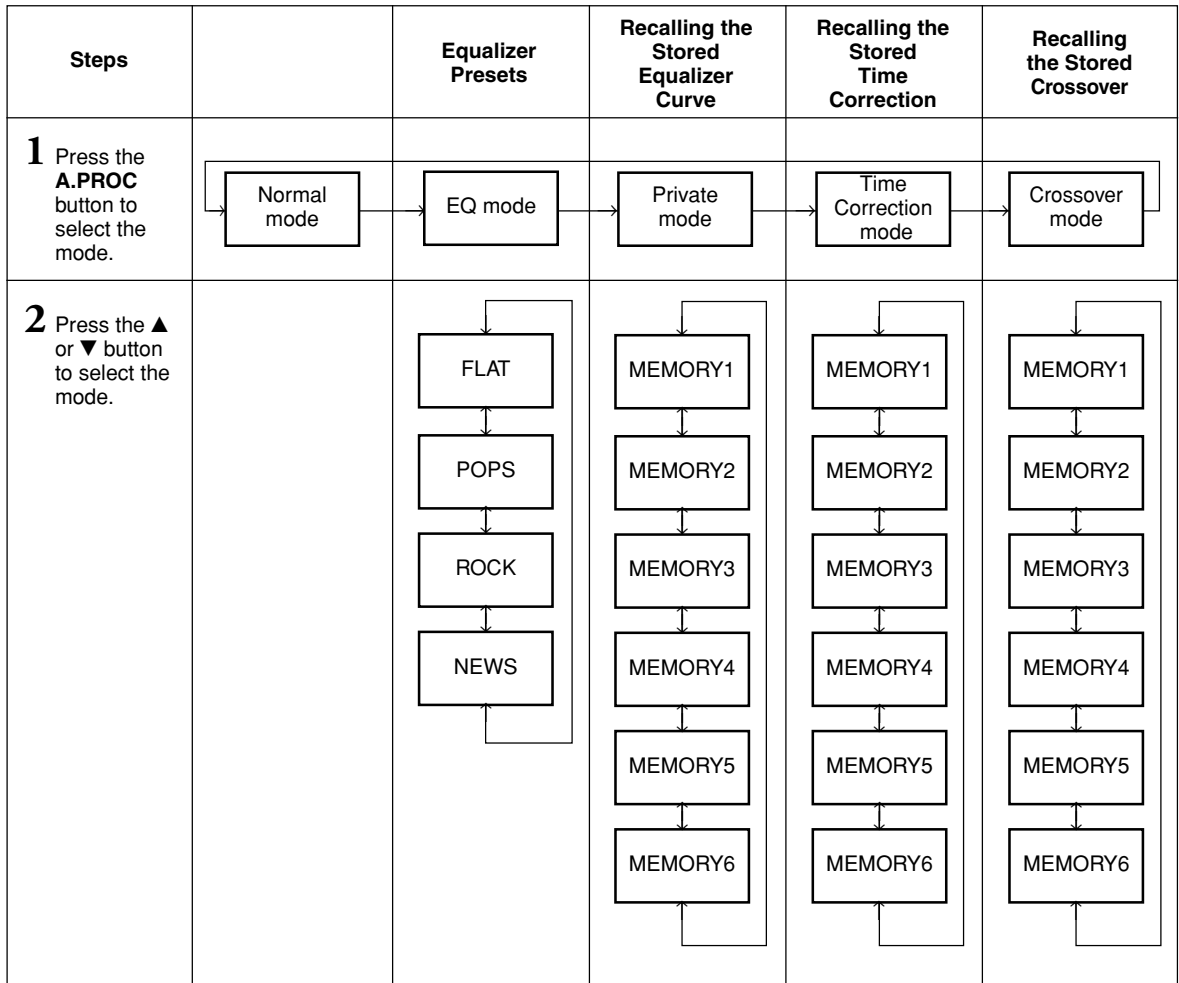 Steps
Equalizer
Presets
Recalling the
Stored
Equalizer
Curve
Recalling the
Stored
Time
Correction
Recalling
the Stored
Crossover
1 Press the
A.PROC
button to
select the
mode.
Normal
mode
EQ mode
Private
mode
Time
Correction
mode
Crossover
mode
2 Press the ▲
or ▼ button
to select the
mode.
FLAT
POPS
ROCK
NEWS
MEMORY1
MEMORY2
MEMORY3
MEMORY4
MEMORY5
MEMORY6
MEMORY1
MEMORY2
MEMORY3
MEMORY4
MEMORY5
MEMORY6
MEMORY1
MEMORY2
MEMORY3
MEMORY4
MEMORY5
MEMORY6